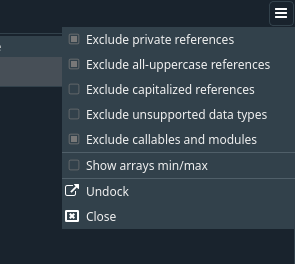 Exclude private references
Exclude all-uppercase references
Exclude capitalized references
Exclude unsupported data types
Exclude callables and modules
Show arrays min/max
Undock
Close